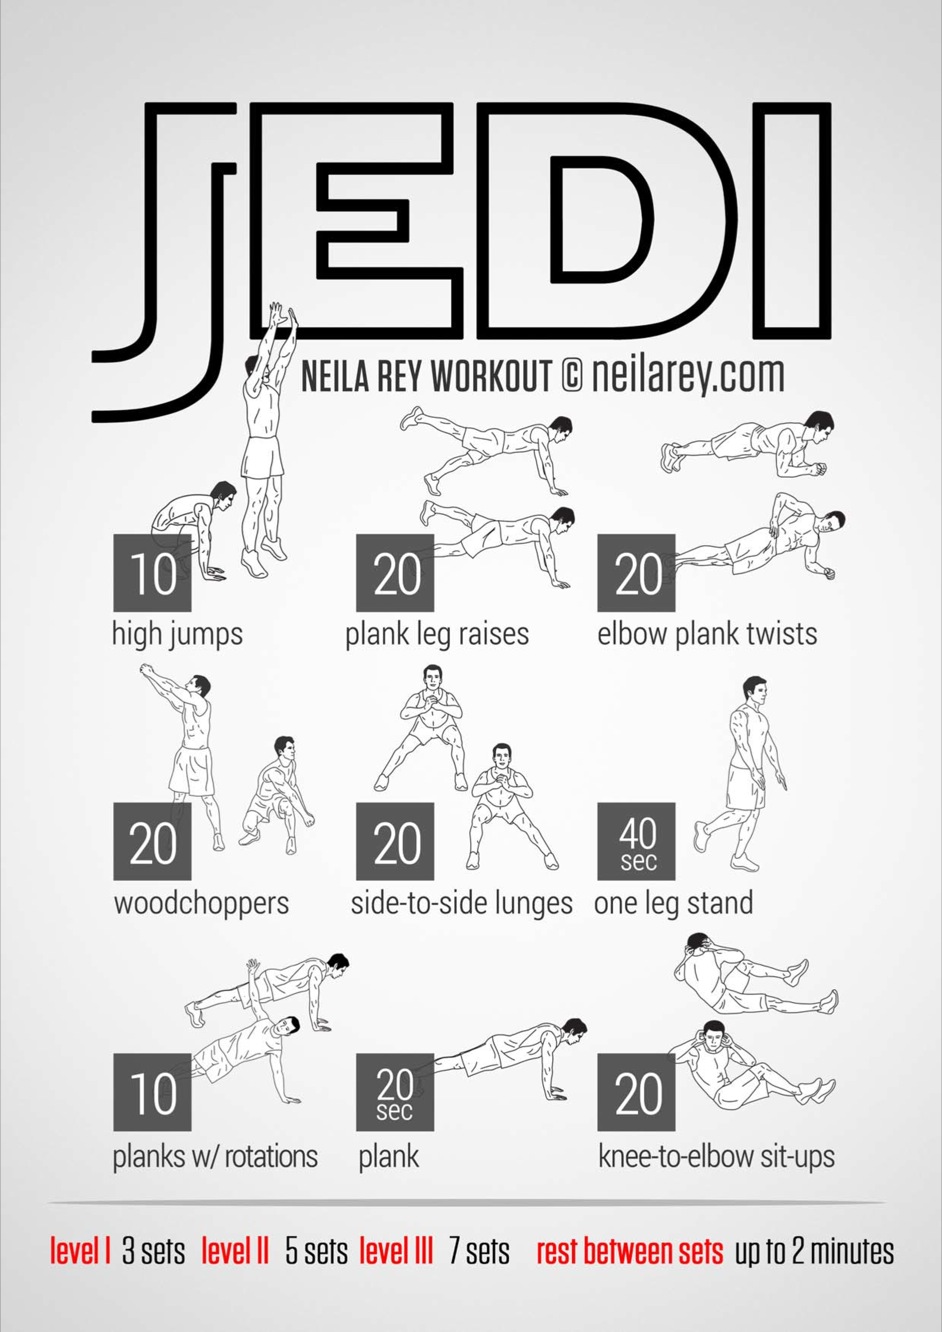 JEDI
NEILA REY WORKOUT © neilarey.com
10
high jumps
20
plank leg raises
20
elbow plank twists
20
woodchoppers
20
side-to-side lunges
40
sec
one leg stand
10
planks w/ rotations
20
sec
plank
20
knee-to-elbow sit-ups
level I 3 sets level II 5 sets level III 7 sets rest between sets up to 2 minutes